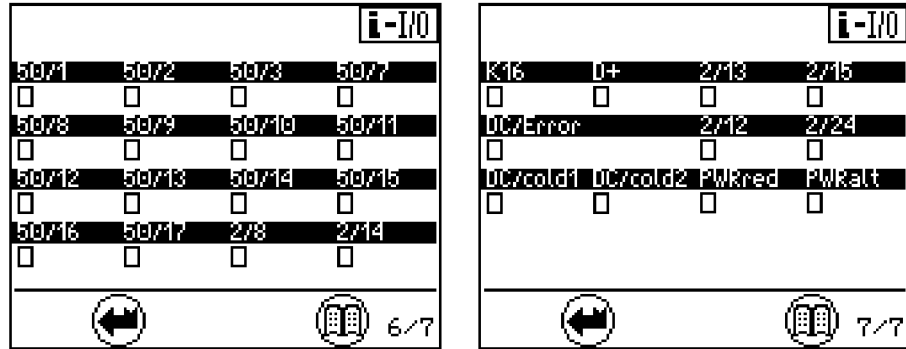 i-I/O
50/1 50/2 50/3 50/7
50/8 50/9 50/10 50/11
50/12 50/13 50/14 50/15
50/16 50/17 2/8 2/14
6/7
i-I/O
K16 D+ 2/13 2/15
DC/Error 2/12 2/24
DC/cold1 DC/cold2 PWRred PWRalt
7/7